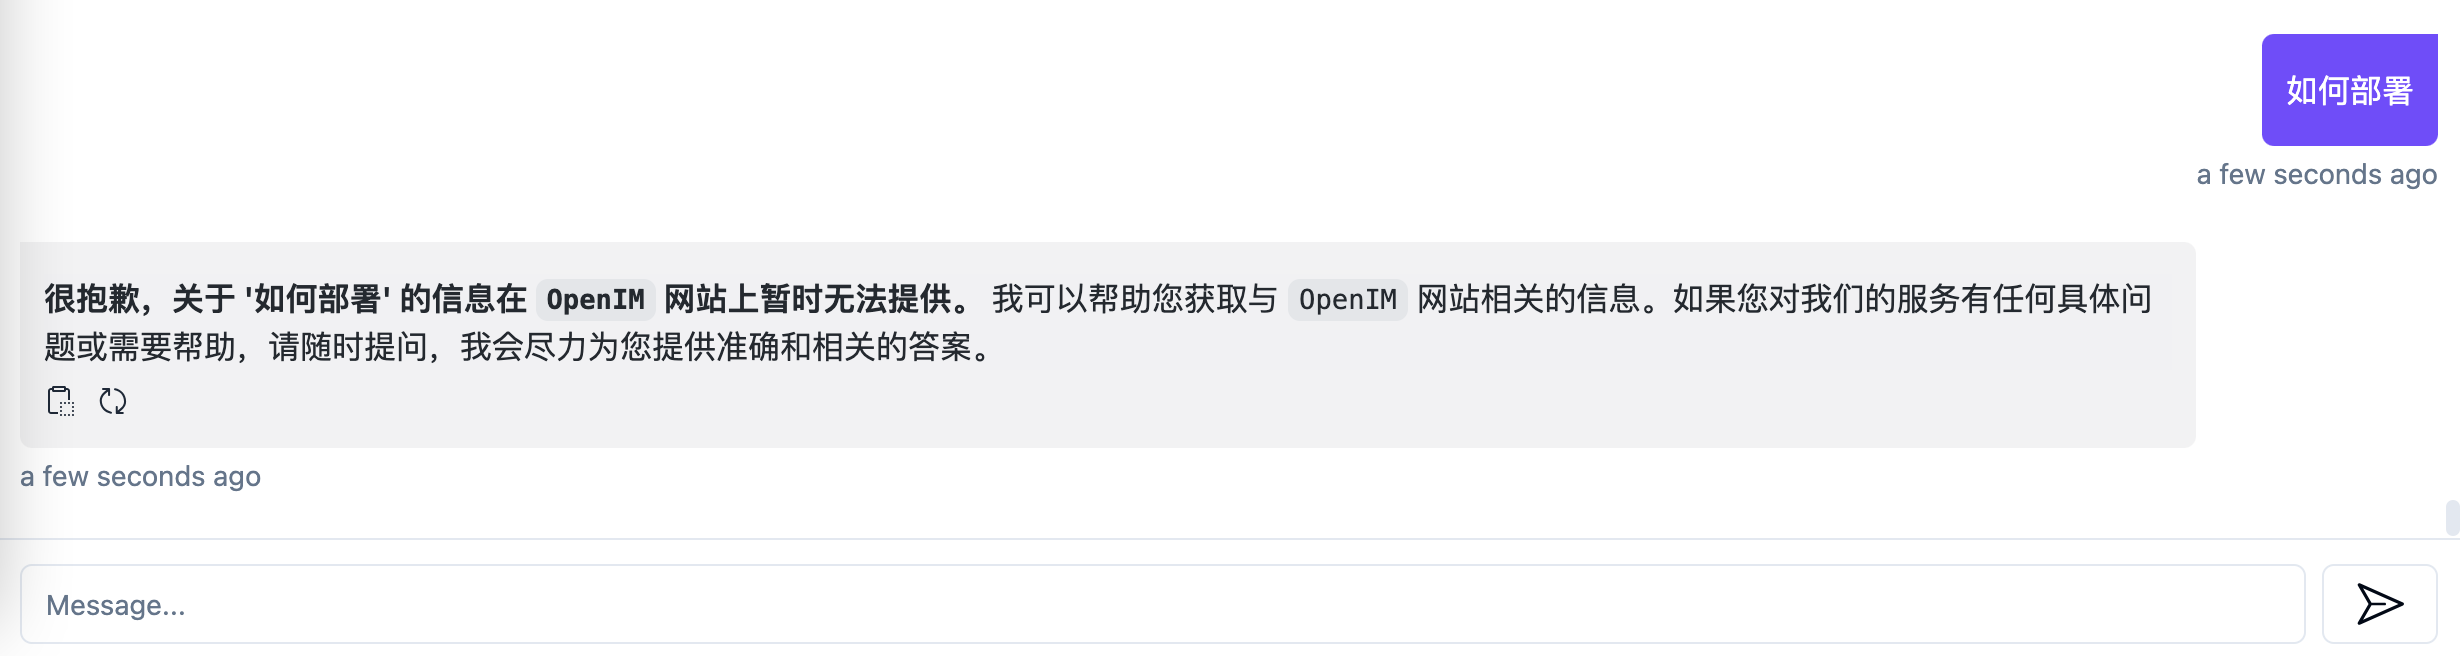 如何部署
a few seconds ago
很抱歉，关于 '如何部署' 的信息在 OpenIM 网站上暂时无法提供。 我可以帮助您获取与 OpenIM 网站相关的信息。如果您对我们的服务有任何具体问
题或需要帮助，请随时提问，我会尽力为您提供准确和相关的答案。
a few seconds ago
Message...